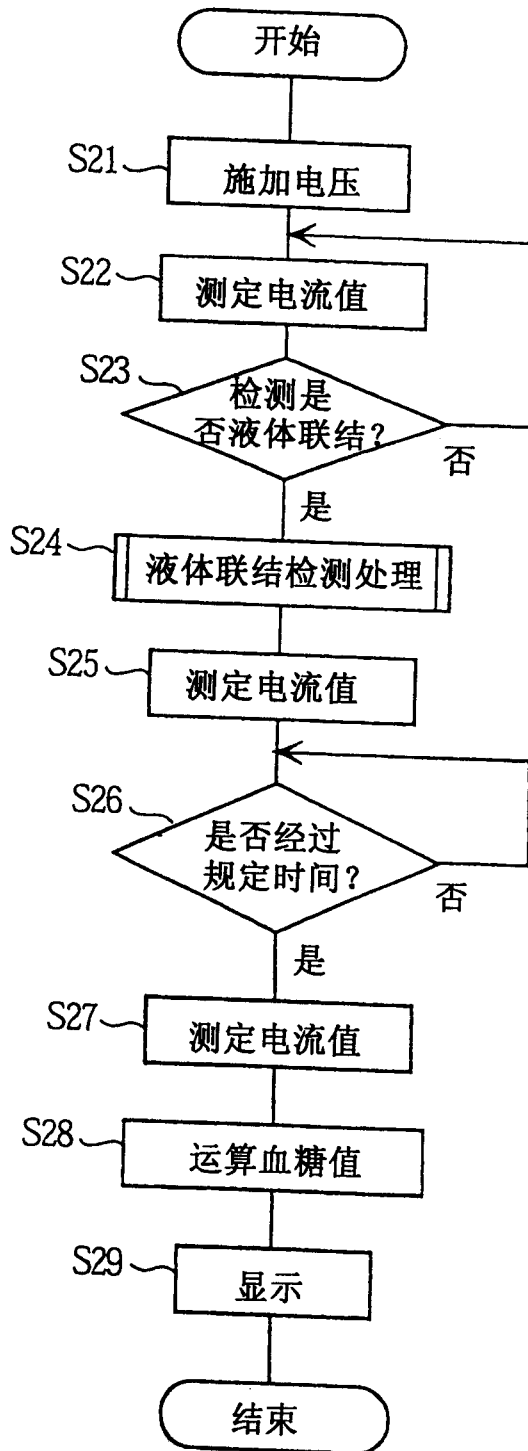 开始
S21
施加电压
S22
测定电流值
S23
检测是
否液体联结?
否
是
S24
液体联结检测处理
S25
测定电流值
S26
是否经过
规定时间?
否
是
S27
测定电流值
S28
运算血糖值
S29
显示
结束